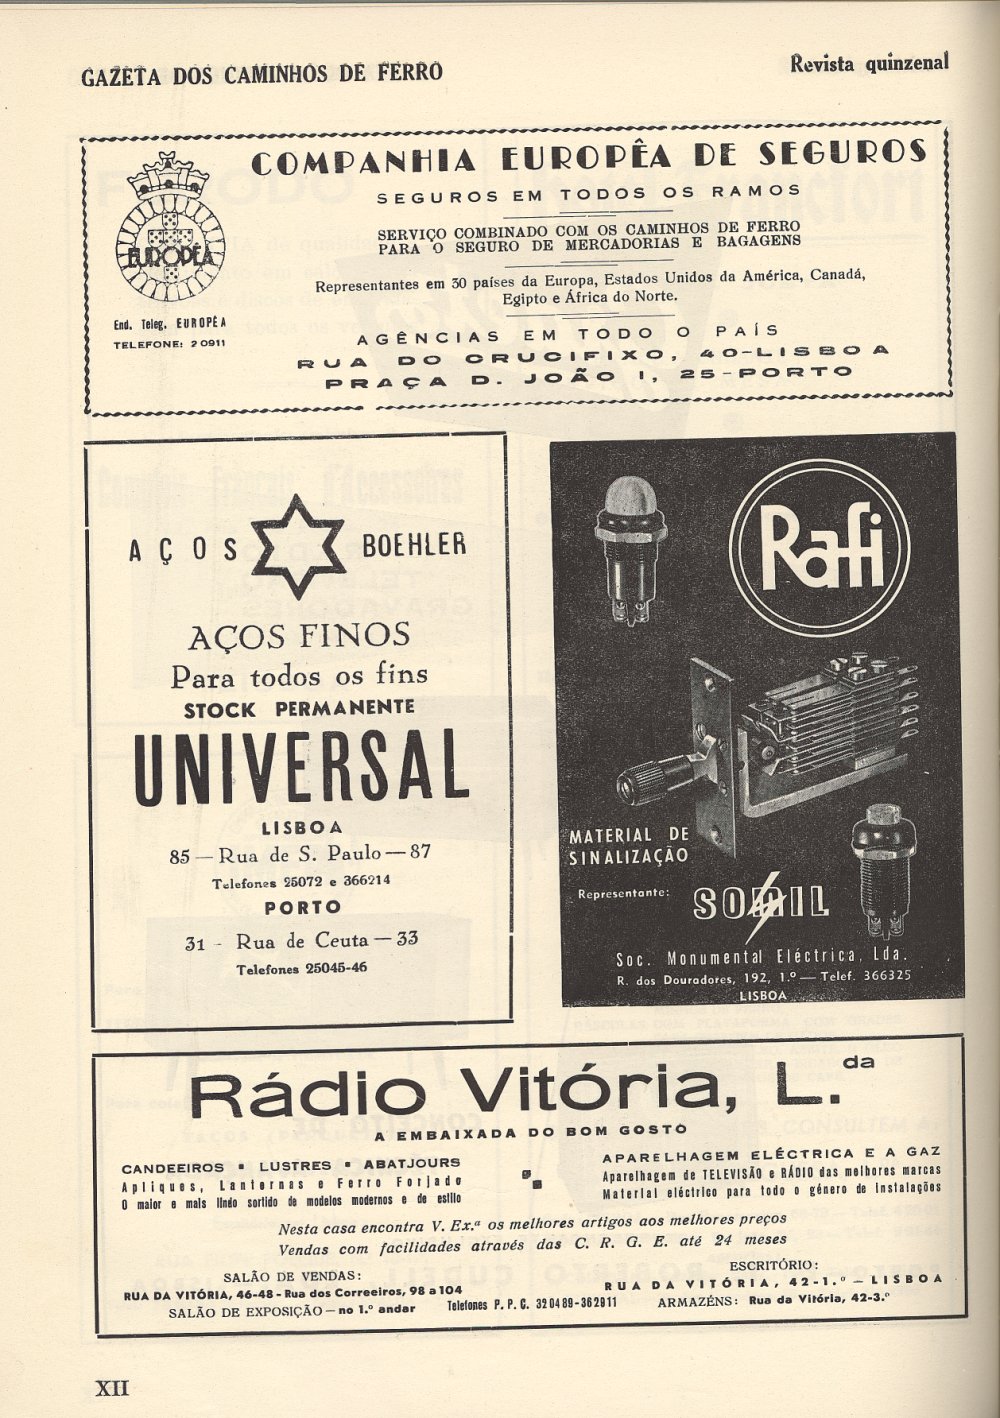 GAZETA DOS CAMINHOS DE FERRO
Revista quinzenal
EUROPÊA
End. Teleg. EUROPÊA
TELEFONE: 20911
COMPANHIA EUROPÊA DE SEGUROS
SEGUROS EM TODOS OS RAMOS
SERVIÇO COMBINADO COM OS CAMINHOS DE FERRO
PARA O SEGURO DE MERCADORIAS E BAGAGENS
Representantes em 30 países da Europa, Estados Unidos da América, Canadá,
Egipto e África do Norte.
AGÊNCIAS EM TODO O PAÍS
RUA DO CRUCIFIXO, 40-LISBOA
PRAÇA D. JOÃO I, 25-PORTO
AÇOS BOEHLER
AÇOS FINOS
Para todos os fins
STOCK PERMANENTE
UNIVERSAL
LISBOA
85 — Rua de S. Paulo — 87
Telefones 25072 e 366214
PORTO
31 - Rua de Ceuta — 33
Telefones 25045-46
Rafi
MATERIAL DE
SINALIZAÇÃO
Representante:
SOMIL
Soc. Monumental Eléctrica, Lda.
R. dos Douradores, 192, 1.º — Telef. 366325
LISBOA
Rádio Vitória, L.da
A EMBAIXADA DO BOM GOSTO
CANDEEIROS • LUSTRES • ABATJOURS
Apliques, Lanternas e Ferro Forjado
O maior e mais lindo sortido de modelos modernos e de estilo
APARELHAGEM ELÉCTRICA E A GAZ
Aparelhagem de TELEVISÃO e RÁDIO das melhores marcas
Material eléctrico para todo o género de Instalações
Nesta casa encontra V. Ex.ª os melhores artigos aos melhores preços
Vendas com facilidades através das C. R. G. E. até 24 meses
SALÃO DE VENDAS:
RUA DA VITÓRIA, 46-48 - Rua dos Correeiros, 98 a 104
SALÃO DE EXPOSIÇÃO — no 1.º andar
Telefones P. P. C. 320489-362911
ESCRITÓRIO:
RUA DA VITÓRIA, 42-1.º — LISBOA
ARMAZÉNS: Rua da Vitória, 42-3.º
XII